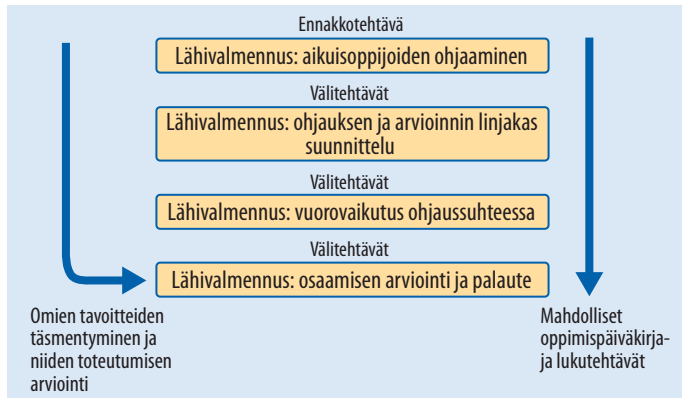 Ennakkotehtävä
Lähivalmennus: aikuisoppijoiden ohjaaminen
Välitehtävät
Lähivalmennus: ohjauksen ja arvioinnin linjakas
suunnittelu
Välitehtävät
Lähivalmennus: vuorovaikutus ohjaussuhteessa
Välitehtävät
Lähivalmennus: osaamisen arviointi ja palaute
Omien tavoitteiden
täsmentyminen ja
niiden toteutumisen
arviointi
Mahdolliset
oppimispäiväkirja-
ja lukutehtävät